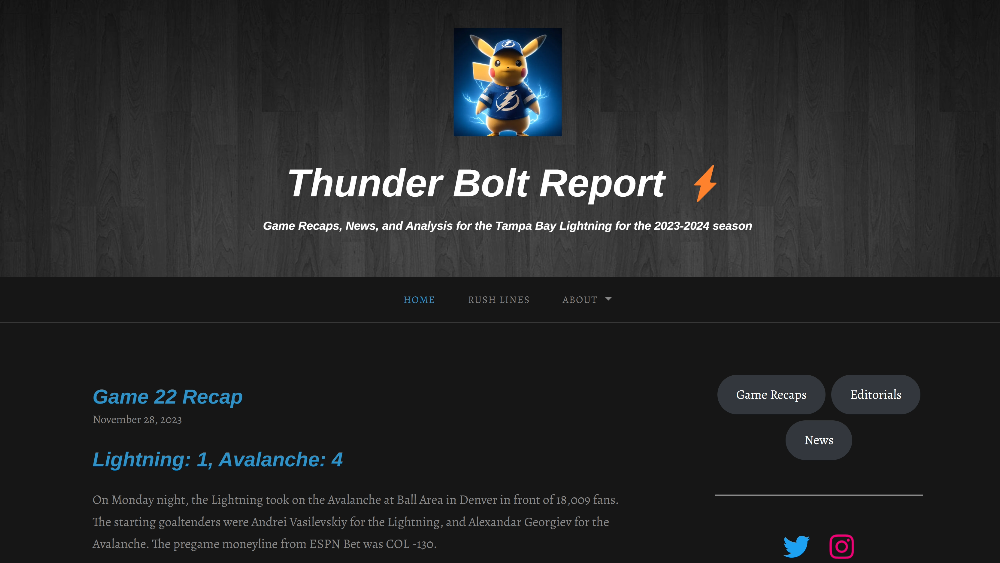 Thunder Bolt Report ⚡
Game Recaps, News, and Analysis for the Tampa Bay Lightning for the 2023-2024 season
HOME
RUSH LINES
ABOUT
Game 22 Recap
November 28, 2023
Lightning: 1, Avalanche: 4
On Monday night, the Lightning took on the Avalanche at Ball Area in Denver in front of 18,009 fans.
The starting goaltenders were Andrei Vasilevskiy for the Lightning, and Alexandar Georgiev for the
Avalanche. The pregame moneyline from ESPN Bet was COL -130.
Game Recaps
Editorials
News